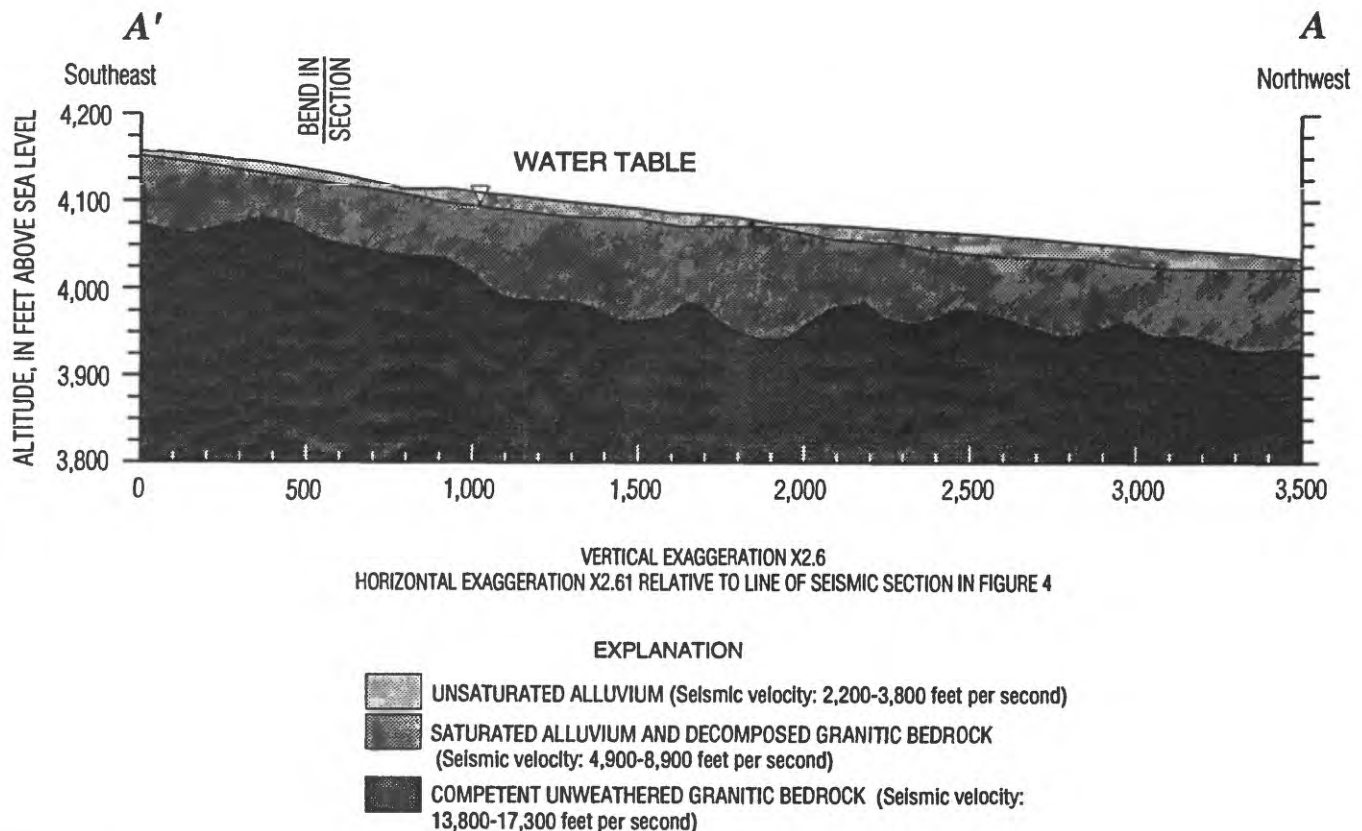 A'
A
Southeast
BEND IN
SECTION
Northwest
ALTITUDE, IN FEET ABOVE SEA LEVEL
4,200
4,100
4,000
3,900
3,800
WATER TABLE
0
500
1,000
1,500
2,000
2,500
3,000
3,500
VERTICAL EXAGGERATION X2.6
HORIZONTAL EXAGGERATION X2.61 RELATIVE TO LINE OF SEISMIC SECTION IN FIGURE 4
EXPLANATION
UNSATURATED ALLUVIUM (Seismic velocity: 2,200-3,800 feet per second)
SATURATED ALLUVIUM AND DECOMPOSED GRANITIC BEDROCK
(Seismic velocity: 4,900-8,900 feet per second)
COMPETENT UNWEATHERED GRANITIC BEDROCK (Seismic velocity:
13,800-17,300 feet per second)